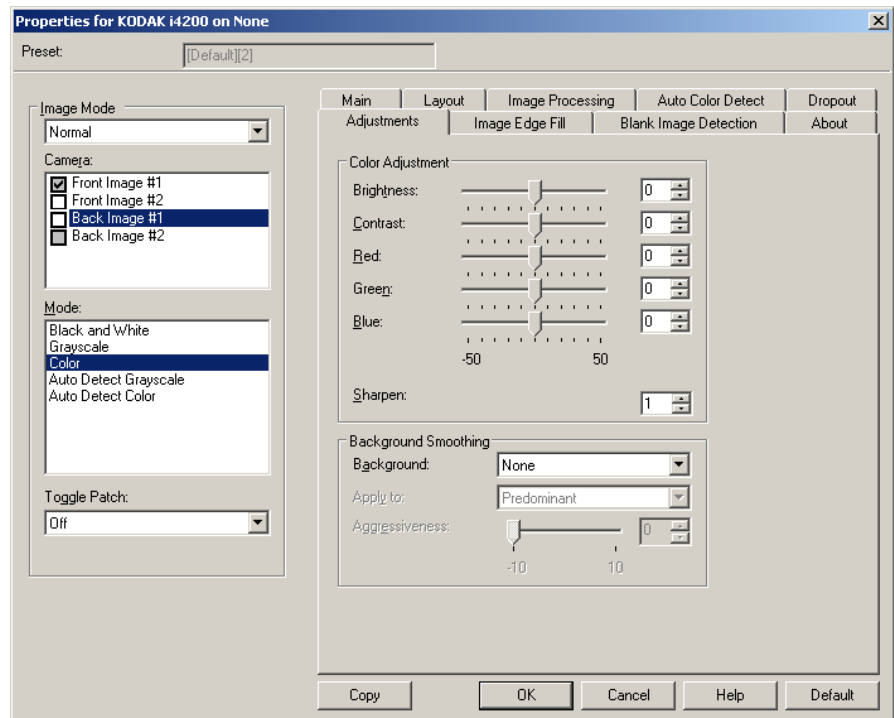 Properties for KODAK i4200 on None
Preset: [Default][2]
Image Mode
Normal
Camera:
Front Image #1
Front Image #2
Back Image #1
Back Image #2
Mode:
Black and White
Grayscale
Color
Auto Detect Grayscale
Auto Detect Color
Toggle Patch:
Off
Main Layout Image Processing Auto Color Detect Dropout
Adjustments Image Edge Fill Blank Image Detection About
Color Adjustment
Brightness: 0
Contrast: 0
Red: 0
Green: 0
Blue: 0
-50 50
Sharpen: 1
Background Smoothing
Background: None
Apply to: Predominant
Aggressiveness: 0
-10 10
Copy OK Cancel Help Default